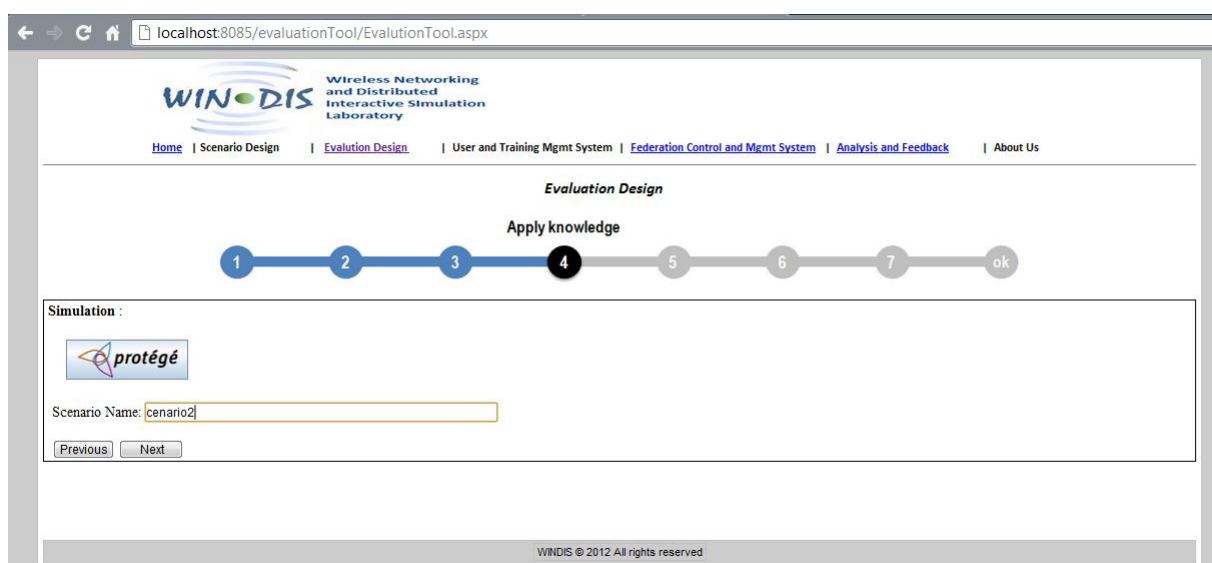 localhost:8085/evaluationTool/EvalutionTool.aspx
WIN DIS
WIreless Networking
and Distributed
Interactive SImulation
Laboratory
Home | Scenario Design | Evalution Design | User and Training Mgmt System | Federation Control and Mgmt System | Analysis and Feedback | About Us
Evaluation Design
Apply knowledge
1 2 3 4 5 6 7 ok
Simulation :
protégé
Scenario Name: cenario2
Previous Next
WINDIS © 2012 All rights reserved